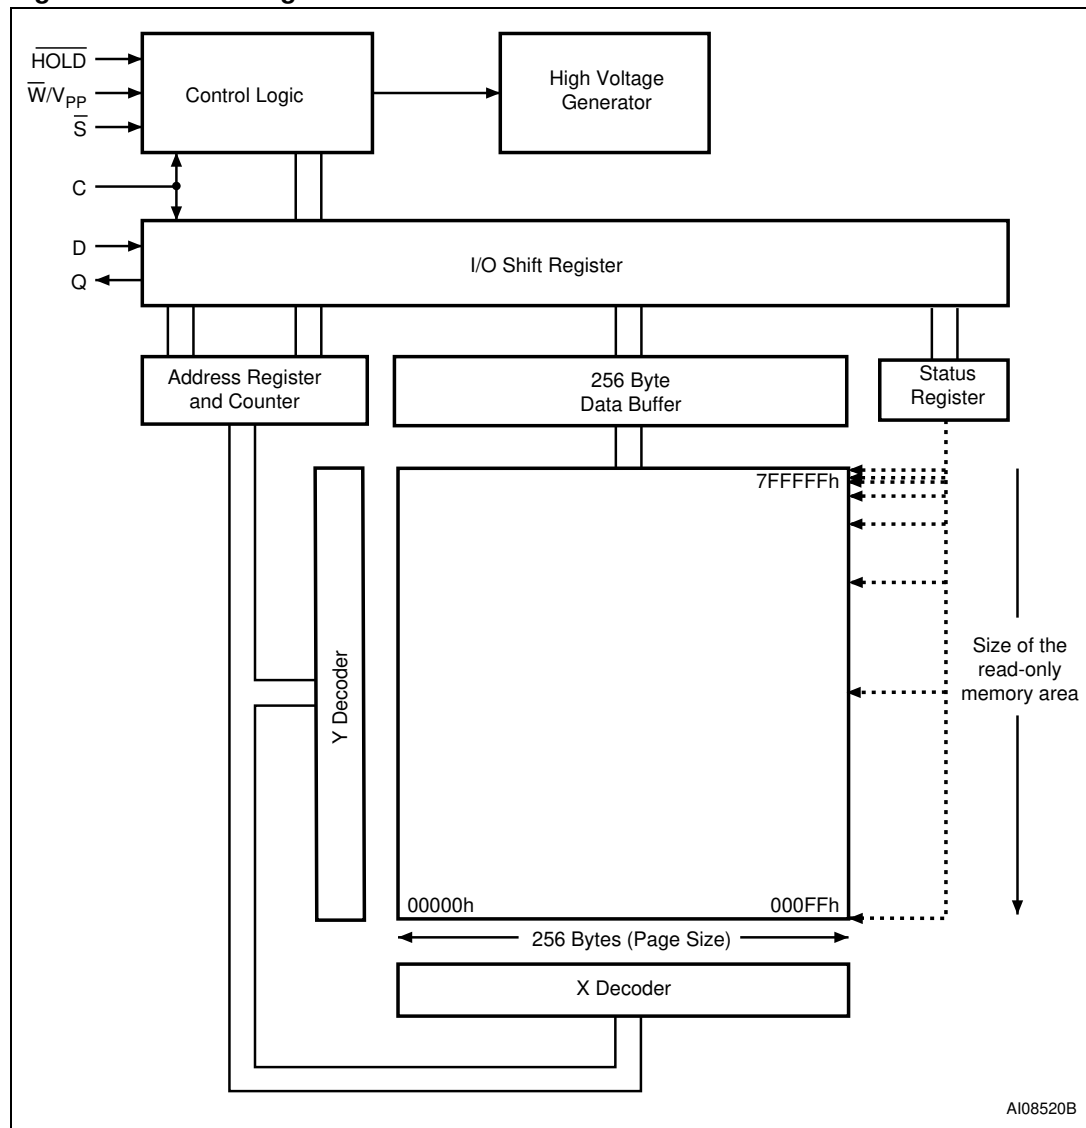 HOLD
W/VPP
S
Control Logic
High Voltage
Generator
C
D
Q
I/O Shift Register
Address Register
and Counter
256 Byte
Data Buffer
Status
Register
7FFFFFh
Y Decoder
Size of the
read-only
memory area
00000h
000FFh
256 Bytes (Page Size)
X Decoder
AI08520B